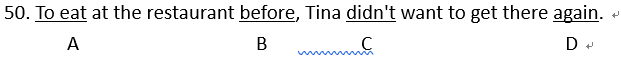 50. To eat at the restaurant before, Tina didn't want to get there again.
A B C D